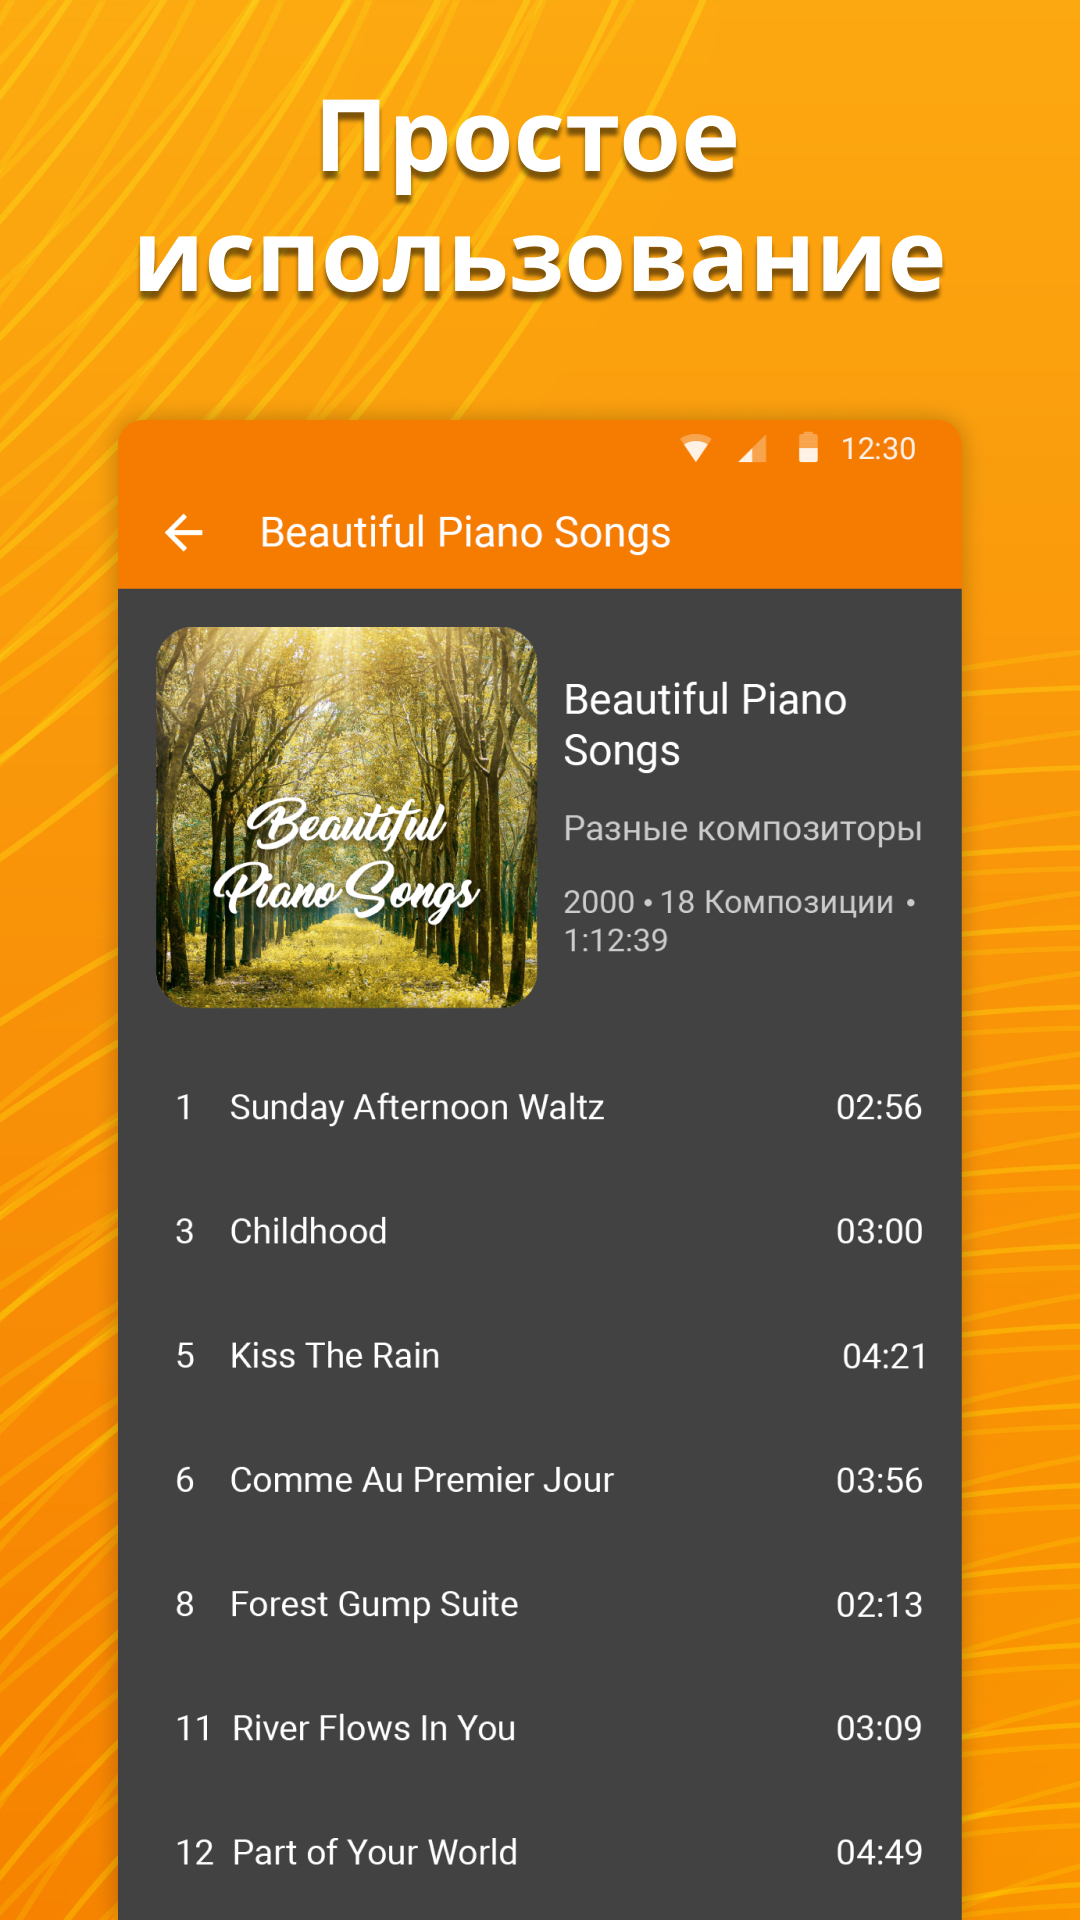 Простое
использование
12:30
Beautiful Piano Songs
Beautiful
Piano Songs
Beautiful Piano
Songs
Разные композиторы
2000 • 18 Композиции •
1:12:39
1 Sunday Afternoon Waltz 02:56
3 Childhood 03:00
5 Kiss The Rain 04:21
6 Comme Au Premier Jour 03:56
8 Forest Gump Suite 02:13
11 River Flows In You 03:09
12 Part of Your World 04:49